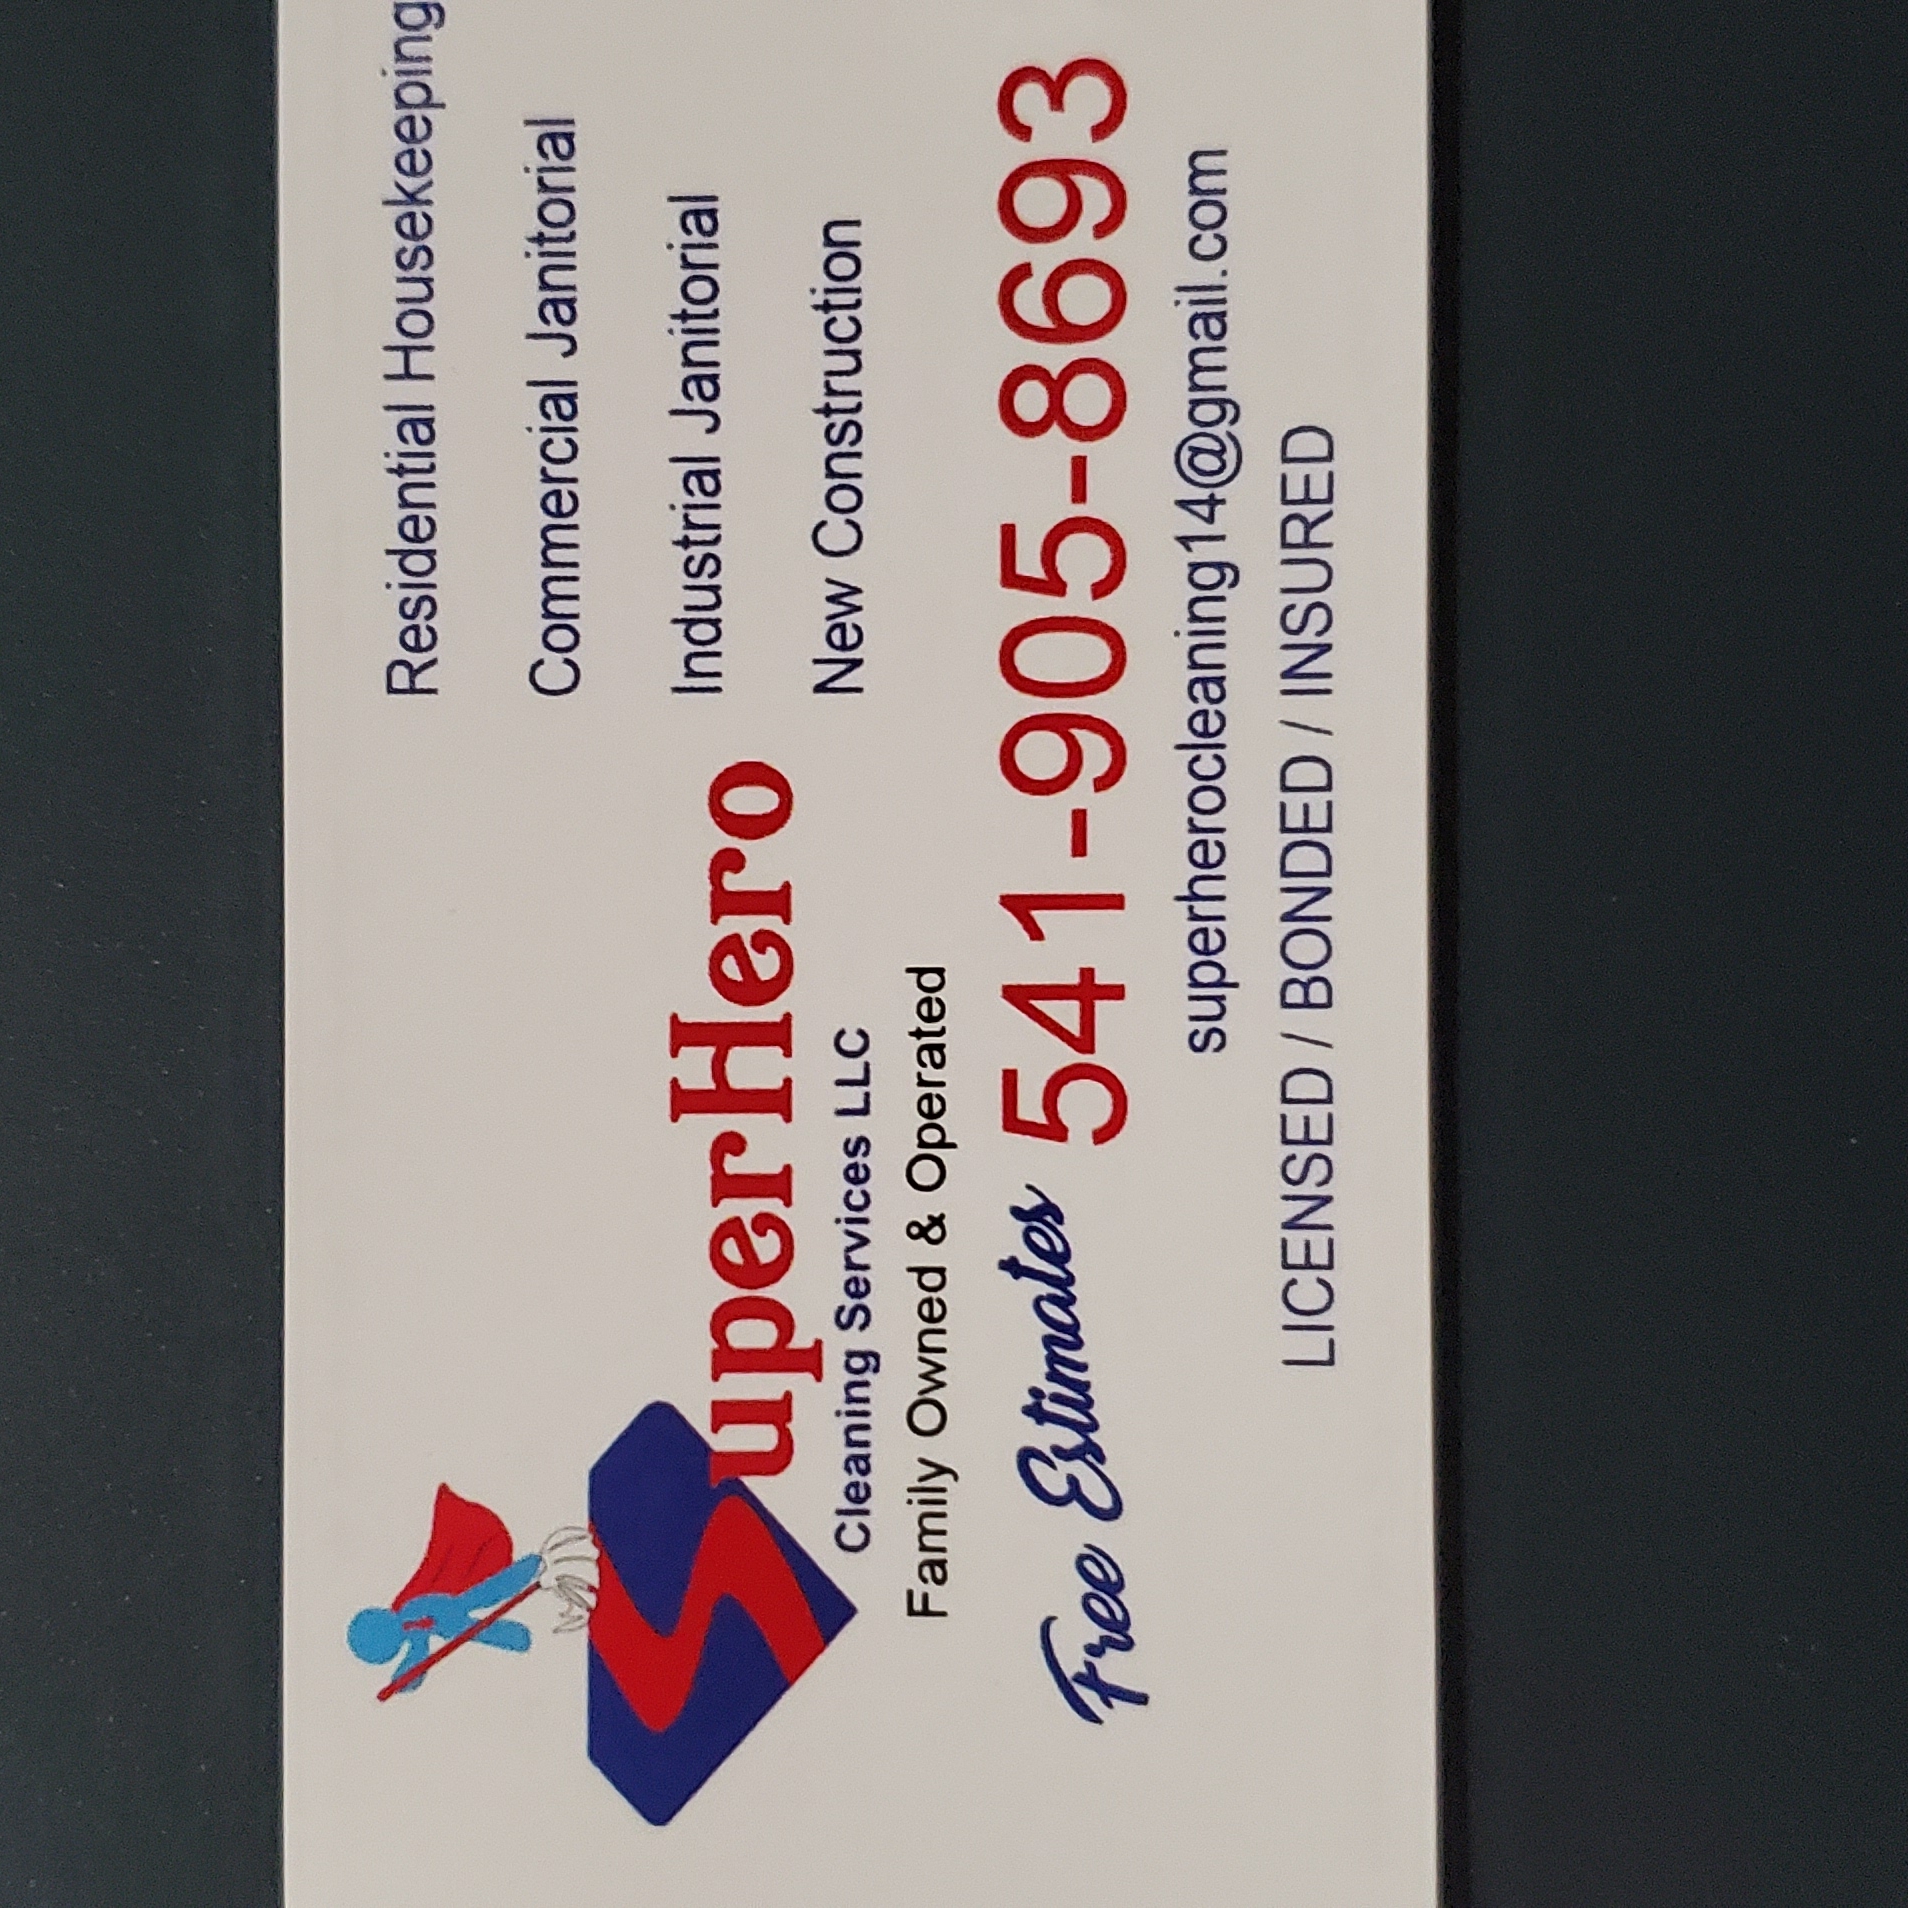 Residential Housekeeping
Commercial Janitorial
Industrial Janitorial
New Construction
SuperHero
Cleaning Services LLC
Family Owned & Operated
Free Estimates 541-905-8693
superherocleaning14@gmail.com
LICENSED / BONDED / INSURED